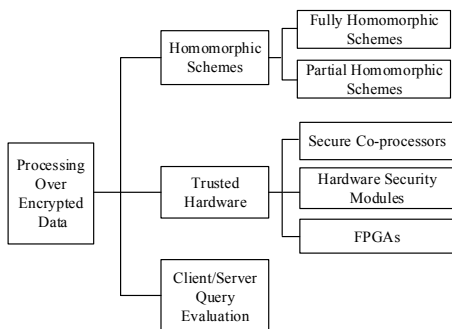 Processing
Over
Encrypted
Data
Homomorphic
Schemes
Fully Homomorphic
Schemes
Partial Homomorphic
Schemes
Trusted
Hardware
Secure Co-processors
Hardware Security
Modules
FPGAs
Client/Server
Query
Evaluation